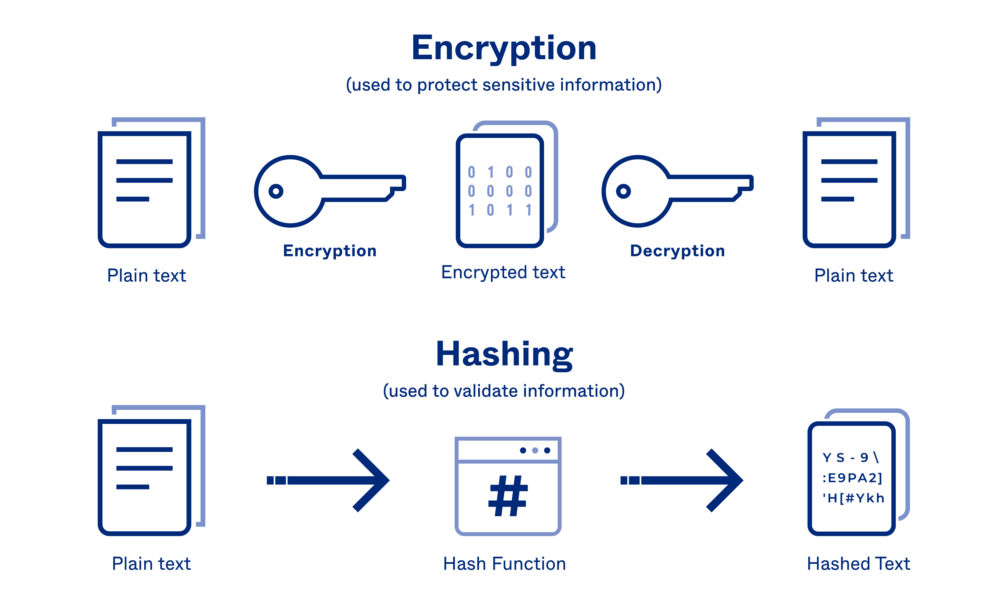 Encryption
(used to protect sensitive information)
0 1 0 0
0 0 0 0
1 0 1 1
Encryption
Decryption
Plain text
Encrypted text
Plain text
Hashing
(used to validate information)
#
Y S - 9 \
:E9PA2]
'H[#Ykh
Plain text
Hash Function
Hashed Text